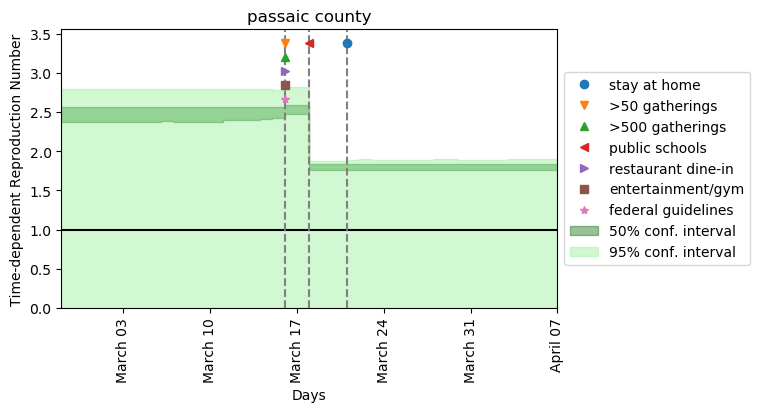 passaic county
Time-dependent Reproduction Number
3.5
3.0
2.5
2.0
1.5
1.0
0.5
0.0
March 03
March 10
March 17
March 24
March 31
April 07
Days
stay at home
>50 gatherings
>500 gatherings
public schools
restaurant dine-in
entertainment/gym
federal guidelines
50% conf. interval
95% conf. interval